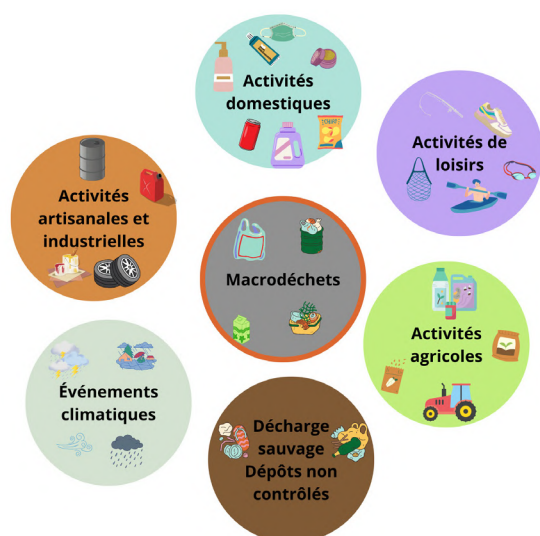 Activités
domestiques
Activités de
loisirs
Activités
artisanales et
industrielles
Macrodéchets
Activités
agricoles
Événements
climatiques
Décharge
sauvage
Dépôts non
contrôlés